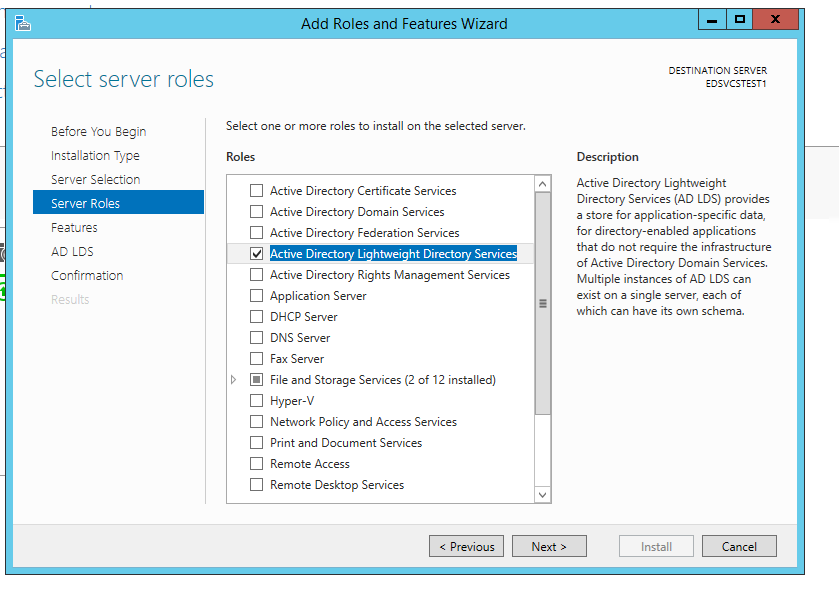 Add Roles and Features Wizard
Select server roles
DESTINATION SERVER
EDSVCSTEST1
Before You Begin
Installation Type
Server Selection
Server Roles
Features
AD LDS
Confirmation
Results
Select one or more roles to install on the selected server.
Roles
Active Directory Certificate Services
Active Directory Domain Services
Active Directory Federation Services
Active Directory Lightweight Directory Services
Active Directory Rights Management Services
Application Server
DHCP Server
DNS Server
Fax Server
File and Storage Services (2 of 12 installed)
Hyper-V
Network Policy and Access Services
Print and Document Services
Remote Access
Remote Desktop Services
Description
Active Directory Lightweight
Directory Services (AD LDS) provides
a store for application-specific data,
for directory-enabled applications
that do not require the infrastructure
of Active Directory Domain Services.
Multiple instances of AD LDS can
exist on a single server, each of
which can have its own schema.
< Previous
Next >
Install
Cancel